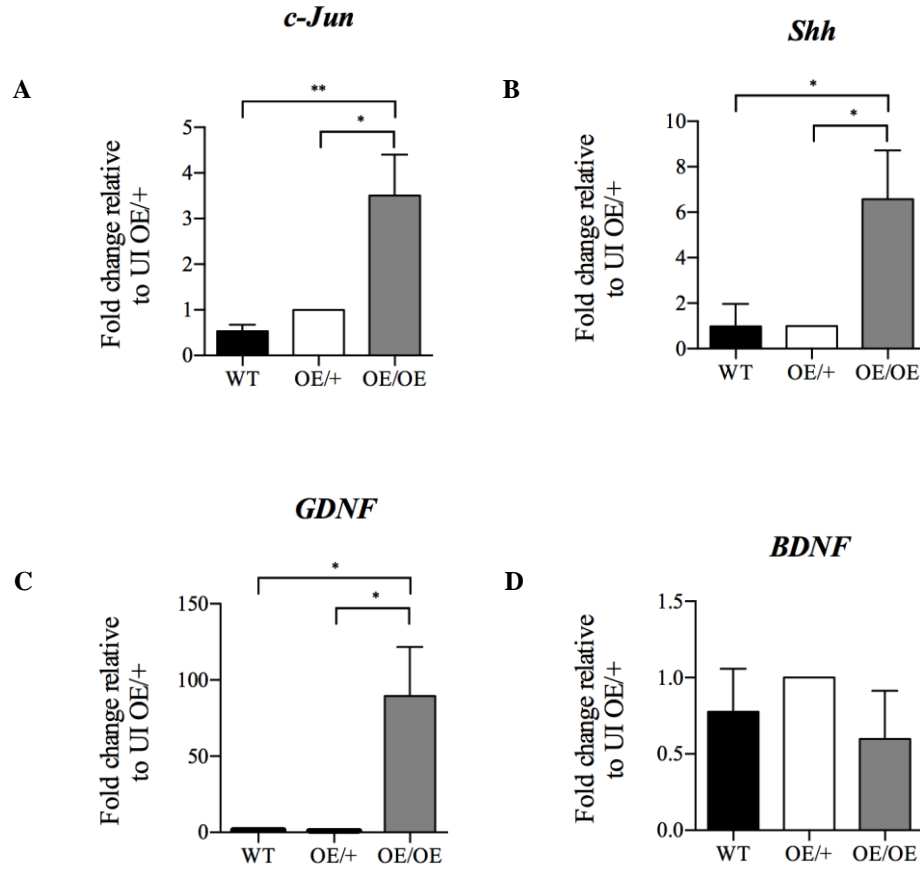 c-Jun
A
**
*
5
4
3
2
1
0
Fold change relative
to UI OE/+
WT OE/+ OE/OE
Shh
B
*
*
10
8
6
4
2
0
Fold change relative
to UI OE/+
WT OE/+ OE/OE
GDNF
C
*
*
150
100
50
0
Fold change relative
to UI OE/+
WT OE/+ OE/OE
BDNF
D
1.5
1.0
0.5
0.0
Fold change relative
to UI OE/+
WT OE/+ OE/OE